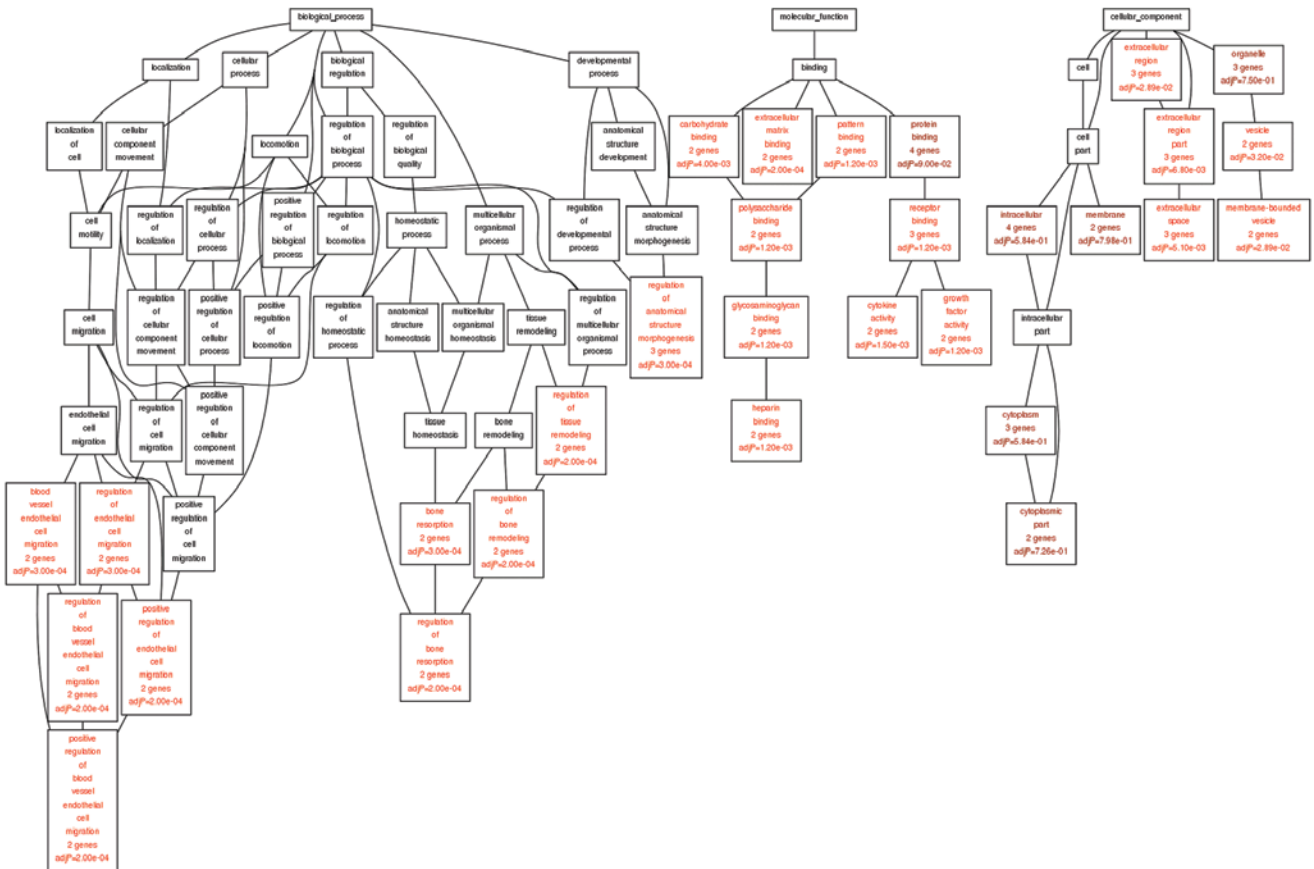 biological_process
molecular_function
cellular_component
localization
cellular
process
biological
regulation
developmental
process
binding
cell
extracellular
region
3 genes
adjP=2.89e-02
organelle
3 genes
adjP=7.50e-01
localization
of
cell
cellular
component
movement
locomotion
regulation
of
biological
process
regulation
of
biological
quality
anatomical
structure
development
carbohydrate
binding
2 genes
adjP=4.00e-03
extracellular
matrix
binding
2 genes
adjP=2.00e-04
pattern
binding
2 genes
adjP=1.20e-03
protein
binding
4 genes
adjP=9.00e-02
cell
part
extracellular
region
part
3 genes
adjP=6.80e-03
vesicle
2 genes
adjP=3.20e-02
cell
motility
regulation
of
localization
regulation
of
cellular
process
positive
regulation
of
biological
process
regulation
of
locomotion
homeostatic
process
multicellular
organismal
process
regulation
of
developmental
process
anatomical
structure
morphogenesis
polysaccharide
binding
2 genes
adjP=1.20e-03
receptor
binding
3 genes
adjP=1.20e-03
intracellular
4 genes
adjP=5.84e-01
membrane
2 genes
adjP=7.98e-01
extracellular
space
3 genes
adjP=5.10e-03
membrane-bounded
vesicle
2 genes
adjP=2.89e-02
cell
migration
regulation
of
cellular
component
movement
positive
regulation
of
cellular
process
positive
regulation
of
locomotion
regulation
of
homeostatic
process
anatomical
structure
homeostasis
multicellular
organismal
homeostasis
tissue
remodeling
regulation
of
multicellular
organismal
process
regulation
of
anatomical
structure
morphogenesis
3 genes
adjP=3.00e-04
glycosaminoglycan
binding
2 genes
adjP=1.20e-03
cytokine
activity
2 genes
adjP=1.50e-03
growth
factor
activity
2 genes
adjP=1.20e-03
intracellular
part
endothelial
cell
migration
regulation
of
cell
migration
positive
regulation
of
cellular
component
movement
tissue
homeostasis
bone
remodeling
regulation
of
tissue
remodeling
2 genes
adjP=2.00e-04
heparin
binding
2 genes
adjP=1.20e-03
cytoplasm
3 genes
adjP=5.84e-01
blood
vessel
endothelial
cell
migration
2 genes
adjP=3.00e-04
regulation
of
endothelial
cell
migration
2 genes
adjP=3.00e-04
positive
regulation
of
cell
migration
bone
resorption
2 genes
adjP=3.00e-04
regulation
of
bone
remodeling
2 genes
adjP=2.00e-04
cytoplasmic
part
2 genes
adjP=7.26e-01
regulation
of
blood
vessel
endothelial
cell
migration
2 genes
adjP=2.00e-04
positive
regulation
of
endothelial
cell
migration
2 genes
adjP=2.00e-04
regulation
of
bone
resorption
2 genes
adjP=2.00e-04
positive
regulation
of
blood
vessel
endothelial
cell
migration
2 genes
adjP=2.00e-04